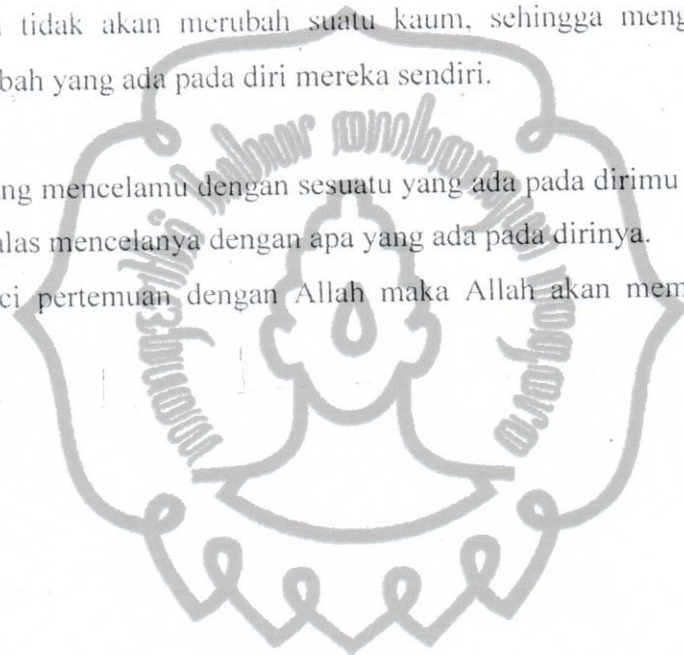 tidak akan merubah suatu kaum, sehingga meng
bah yang ada pada diri mereka sendiri.
ng mencelamu dengan sesuatu yang ada pada dirimu
alas mencelanya dengan apa yang ada pada dirinya.
ci pertemuan dengan Allah maka Allah akan mem